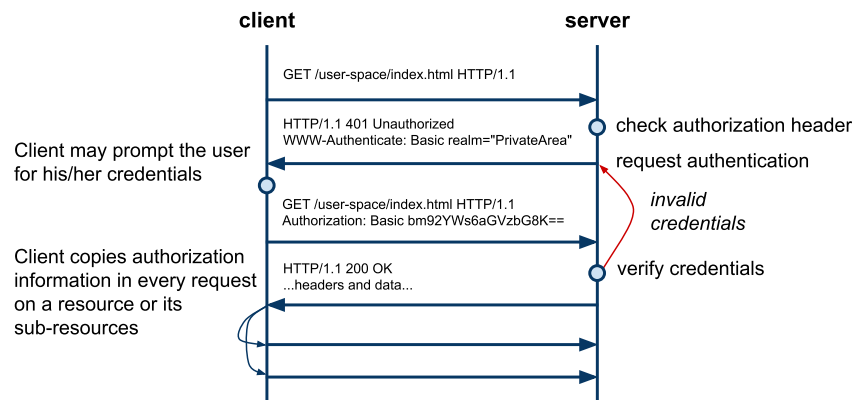 client
server
GET /user-space/index.html HTTP/1.1
HTTP/1.1 401 Unauthorized
WWW-Authenticate: Basic realm="PrivateArea"
check authorization header
request authentication
Client may prompt the user
for his/her credentials
GET /user-space/index.html HTTP/1.1
Authorization: Basic bm92YWs6aGVzbG8K==
invalid
credentials
Client copies authorization
information in every request
on a resource or its
sub-resources
HTTP/1.1 200 OK
...headers and data...
verify credentials